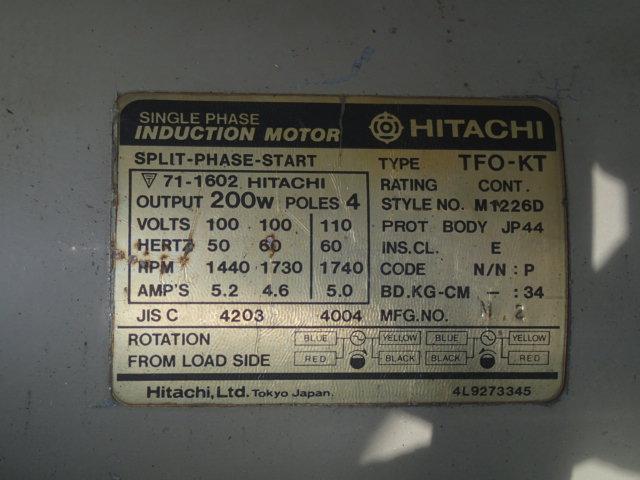 SINGLE PHASE
INDUCTION MOTOR
HITACHI
SPLIT-PHASE-START
71-1602 HITACHI
OUTPUT 200W POLES 4
VOLTS 100 100 110
HERTZ 50 60 60
RPM 1440 1730 1740
AMP'S 5.2 4.6 5.0
JIS C 4203 4004
TYPE TFO-KT
RATING CONT.
STYLE NO. M1226D
PROT BODY JP44
INS.CL. E
CODE N/N : P
BD.KG-CM - : 34
MFG.NO.
ROTATION
FROM LOAD SIDE
BLUE YELLOW BLUE YELLOW
RED BLACK BLACK RED
Hitachi, Ltd. Tokyo Japan.
4L9273345